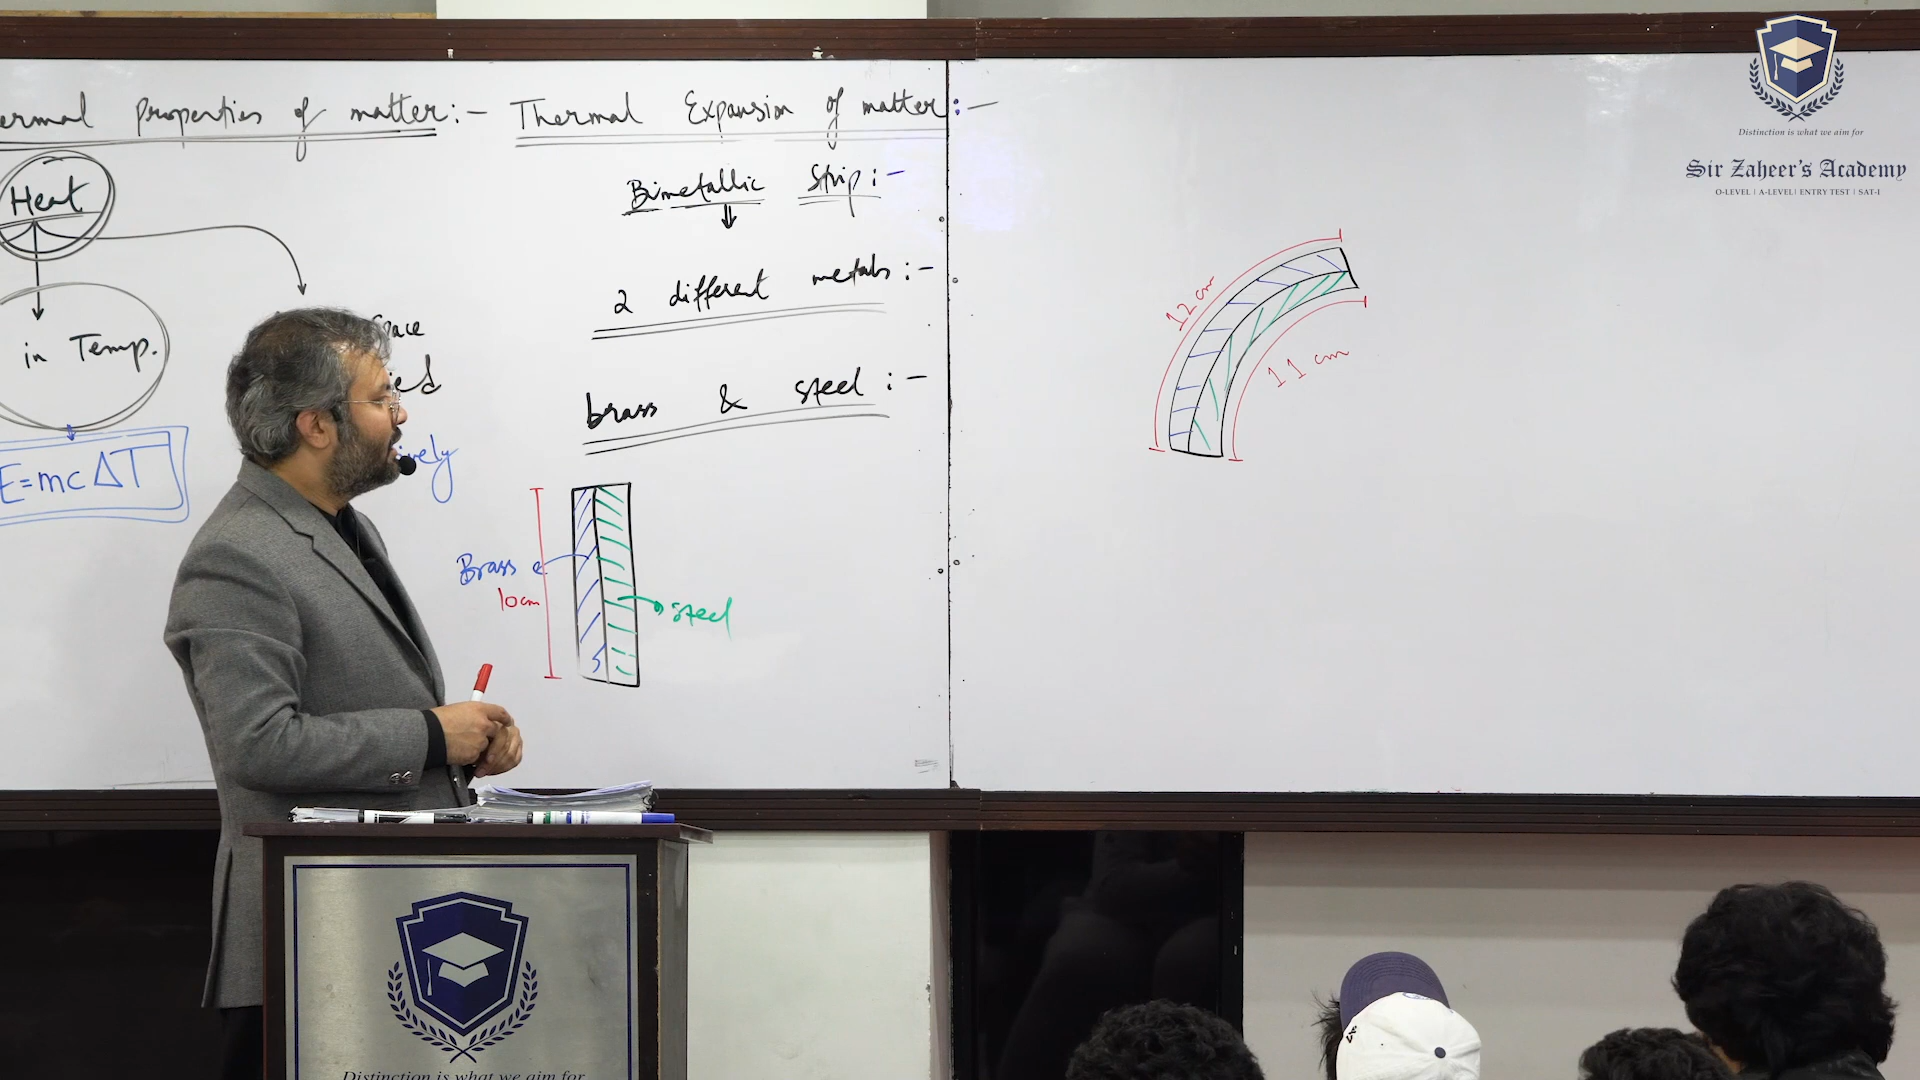 Properties of matter:-
Heat
in Temp.
E=mcΔT
Thermal Expansion of matter:-
Bimetallic Strip:-
2 different metals:-
brass & steel:-
Brass
10cm
steel
12 cm
11 cm
Distinction is what we aim for
Sir Zaheer's Academy
O-LEVEL | A-LEVEL | ENTRY TEST | SAT-I
Distinction is what we aim for